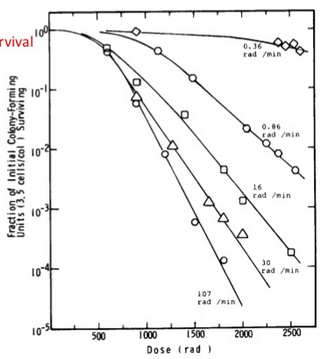 rvival
Fraction of Initial Colony-Forming
Units (3,5 cells/col) Surviving
10⁰
10⁻¹
10⁻²
10⁻³
10⁻⁴
10⁻⁵
0.36
rad /min
0.86
rad /min
16
rad /min
30
rad /min
107
rad/min
500
1000
1500
2000
2500
Dose ( rad )